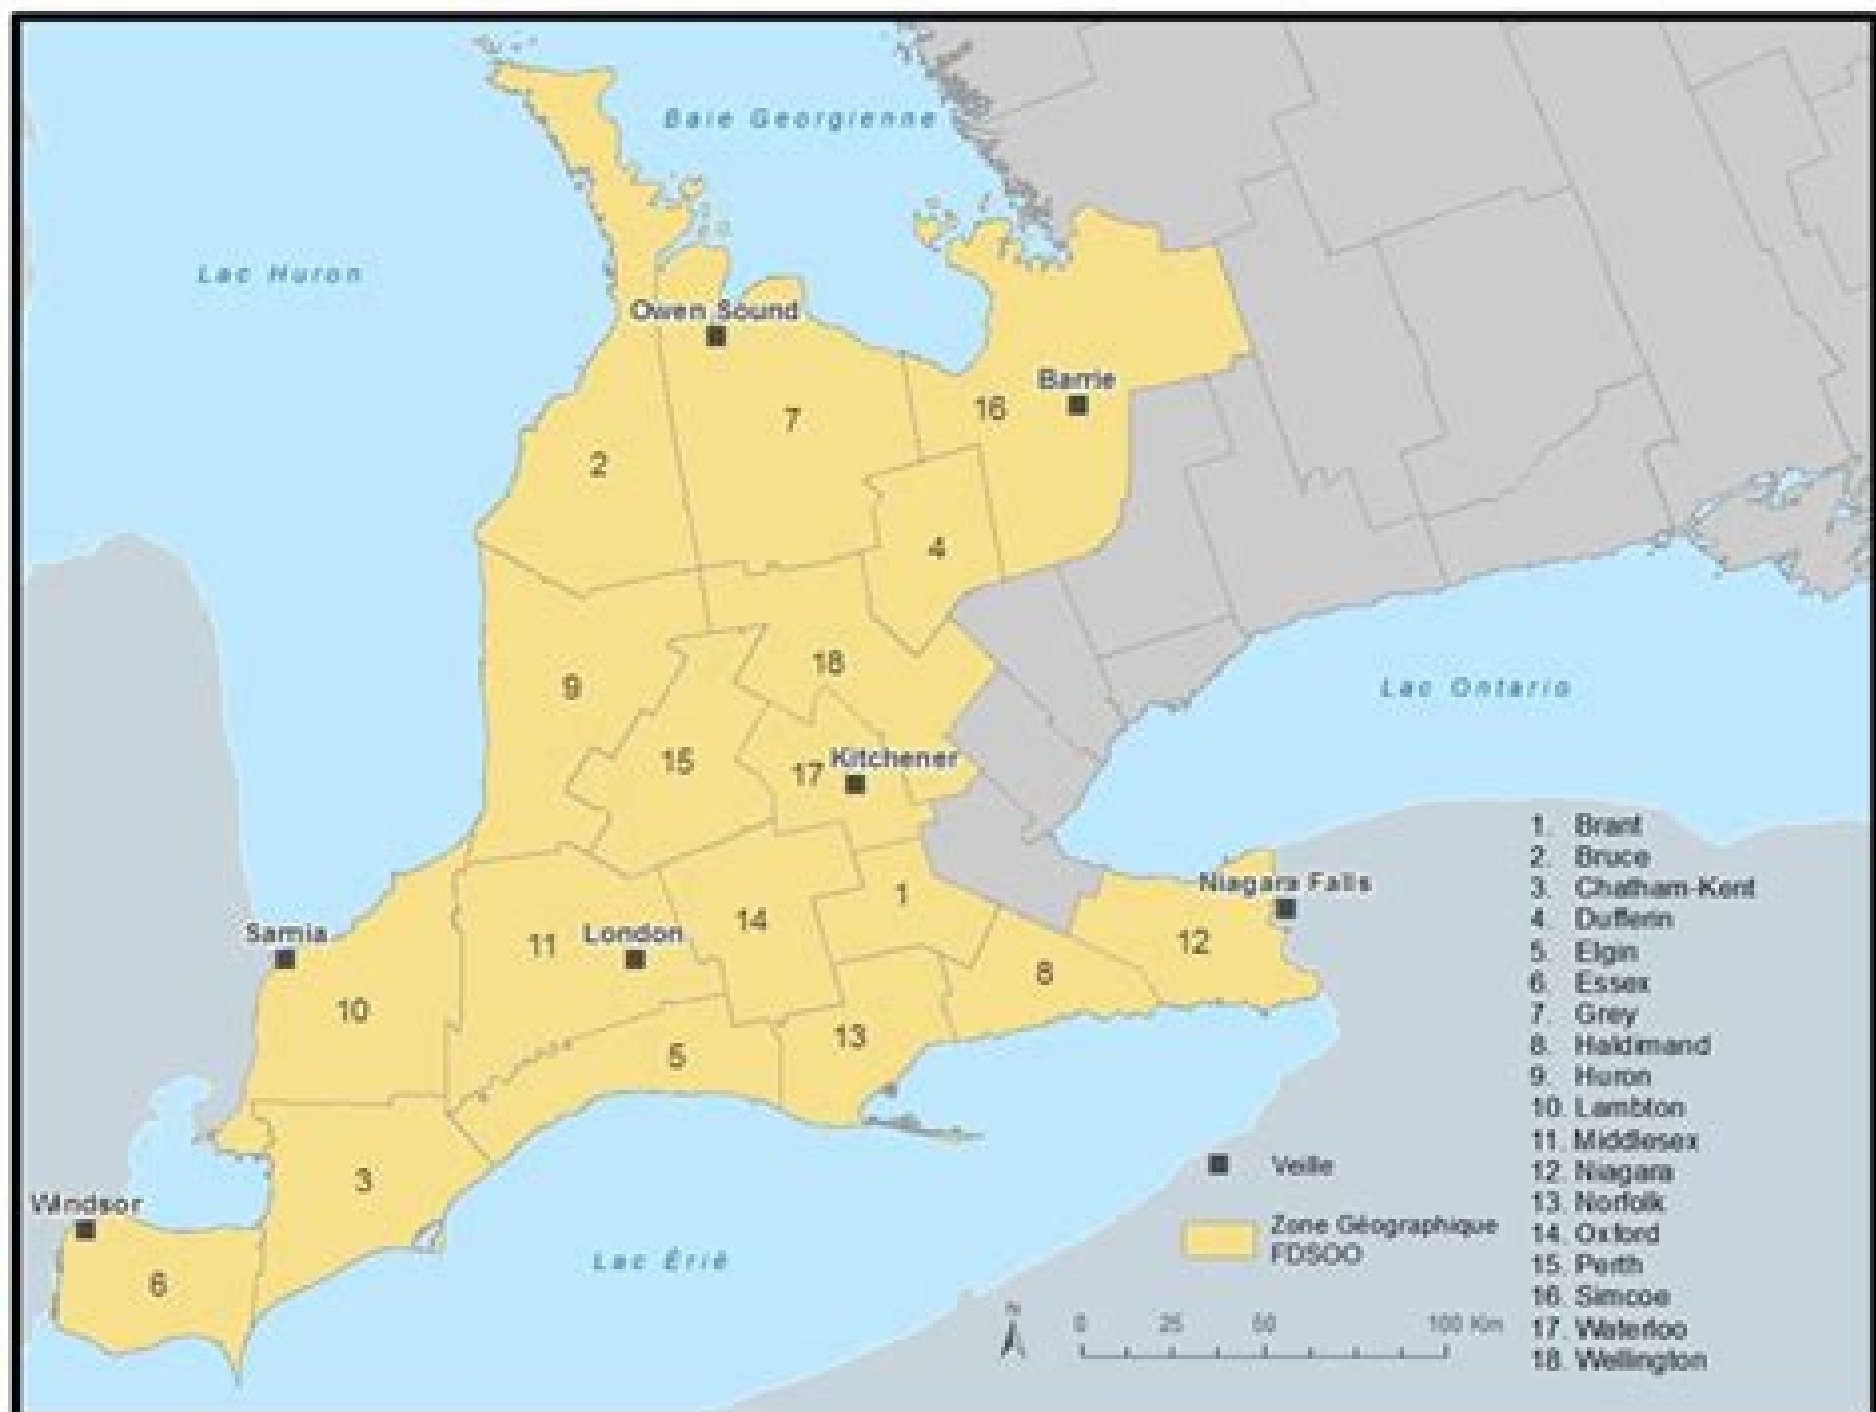 Baie Georgienne
Lac Huron
Owen Sound
Barrie
7
16
2
4
18
9
Lac Ontario
15
17
Kitchener
1
Niagara Falls
14
Sarnia
11
London
12
8
10
13
5
3
Windsor
6
Lac Érié
1. Brant
2. Bruce
3. Chatham-Kent
4. Dufferin
5. Elgin
6. Essex
7. Grey
8. Haldimand
9. Huron
10. Lambton
11. Middlesex
12. Niagara
13. Norfolk
14. Oxford
15. Perth
16. Simcoe
17. Waterloo
18. Wellington
Veille
Zone Géographique
FDSOO
N
0 25 50 100 Km